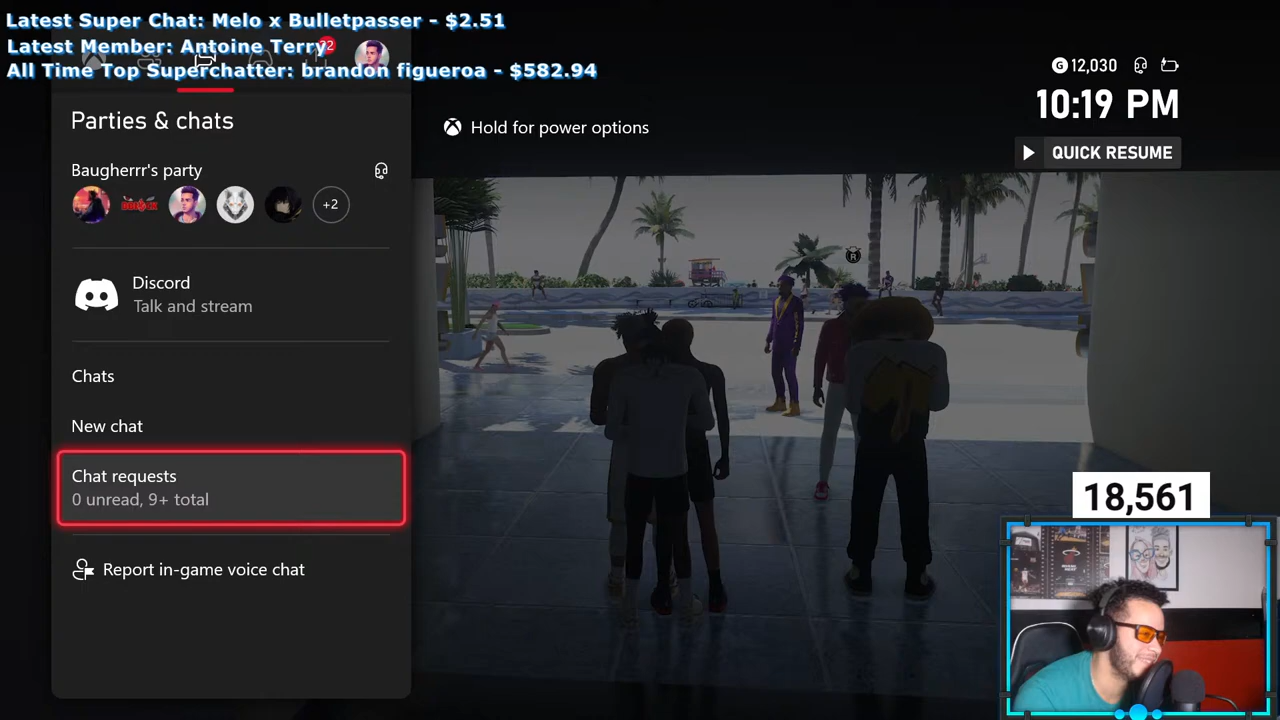 Latest Super Chat: Melo x Bulletpasser - $2.51
Latest Member: Antoine Terry
All Time Top Superchatter: brandon figueroa - $582.94
G 12,030
10:19 PM
QUICK RESUME
Hold for power options
Parties & chats
Baugherrr's party
+2
Discord
Talk and stream
Chats
New chat
Chat requests
0 unread, 9+ total
Report in-game voice chat
R
18,561